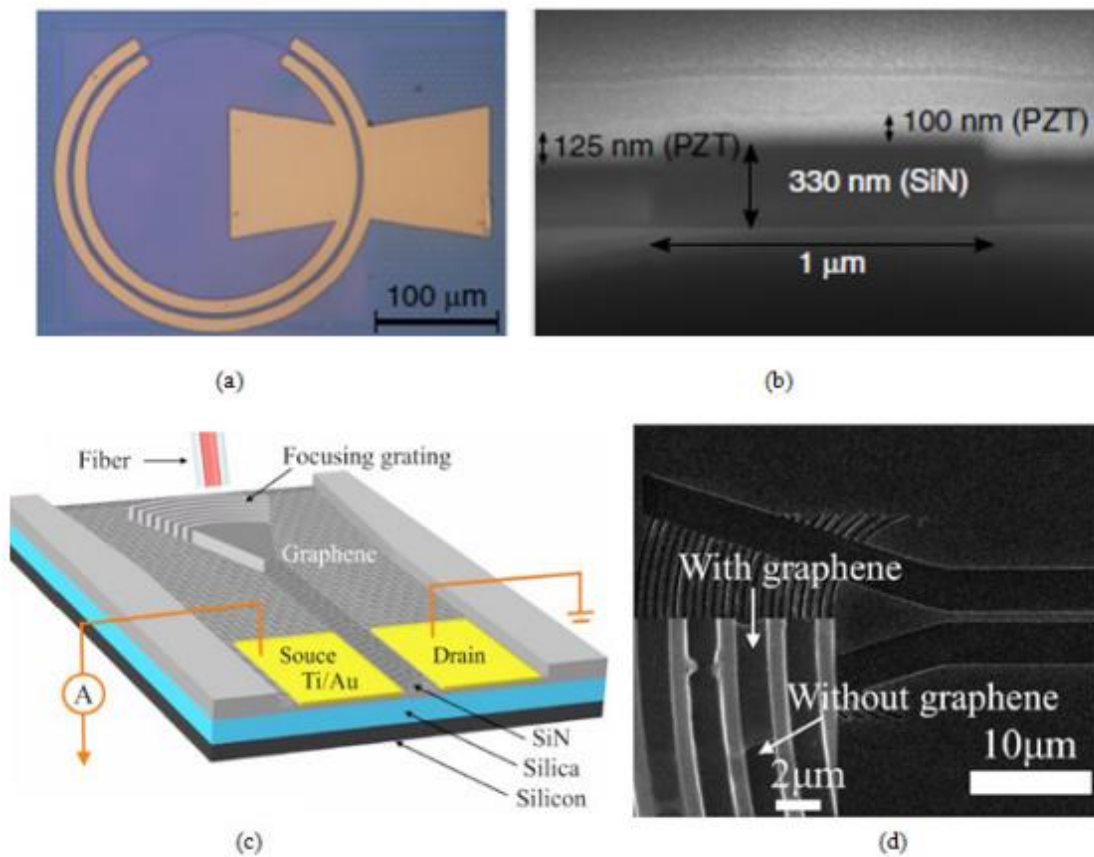 100 μm
100 nm (PZT)
125 nm (PZT)
330 nm (SiN)
1 μm
(a)
(b)
Fiber
Focusing grating
Graphene
Souce
Ti/Au
Drain
A
SiN
Silica
Silicon
(c)
With graphene
Without graphene
2μm
10μm
(d)